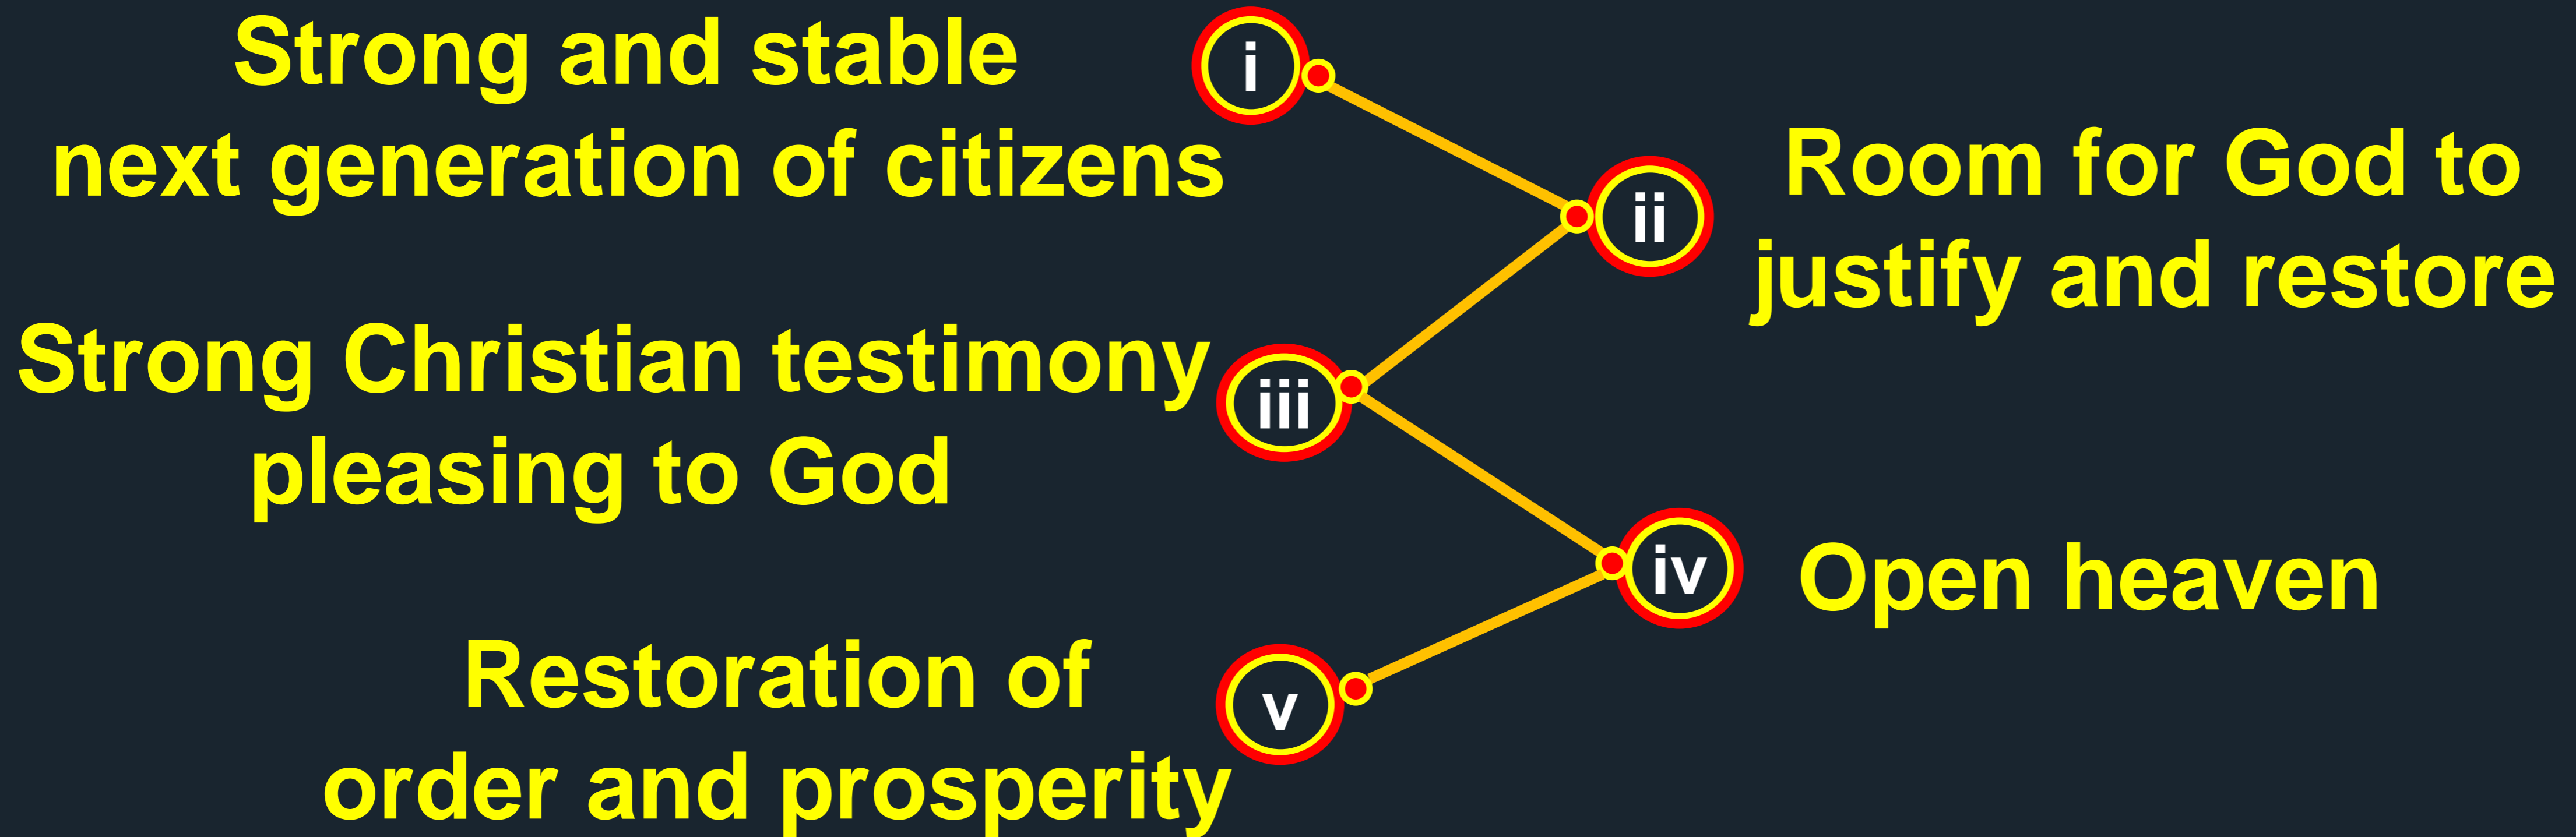 i
Strong and stable
next generation of citizens
ii
Room for God to
justify and restore
iii
Strong Christian testimony
pleasing to God
iv
Open heaven
v
Restoration of
order and prosperity